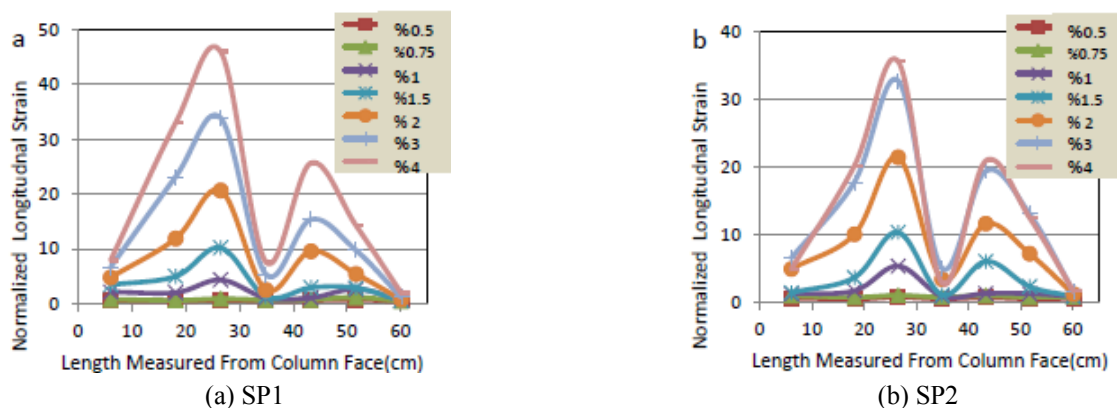 a
Normalized Longitudnal Strain
50
40
30
20
10
0
0 10 20 30 40 50 60
Length Measured From Column Face(cm)
%0.5
%0.75
%1
%1.5
% 2
%3
%4
(a) SP1
b
Normalized Longitudnal Strain
40
30
20
10
0
0 10 20 30 40 50 60
Length Measured From Column Face(cm)
%0.5
%0.75
%1
%1.5
% 2
%3
%4
(b) SP2